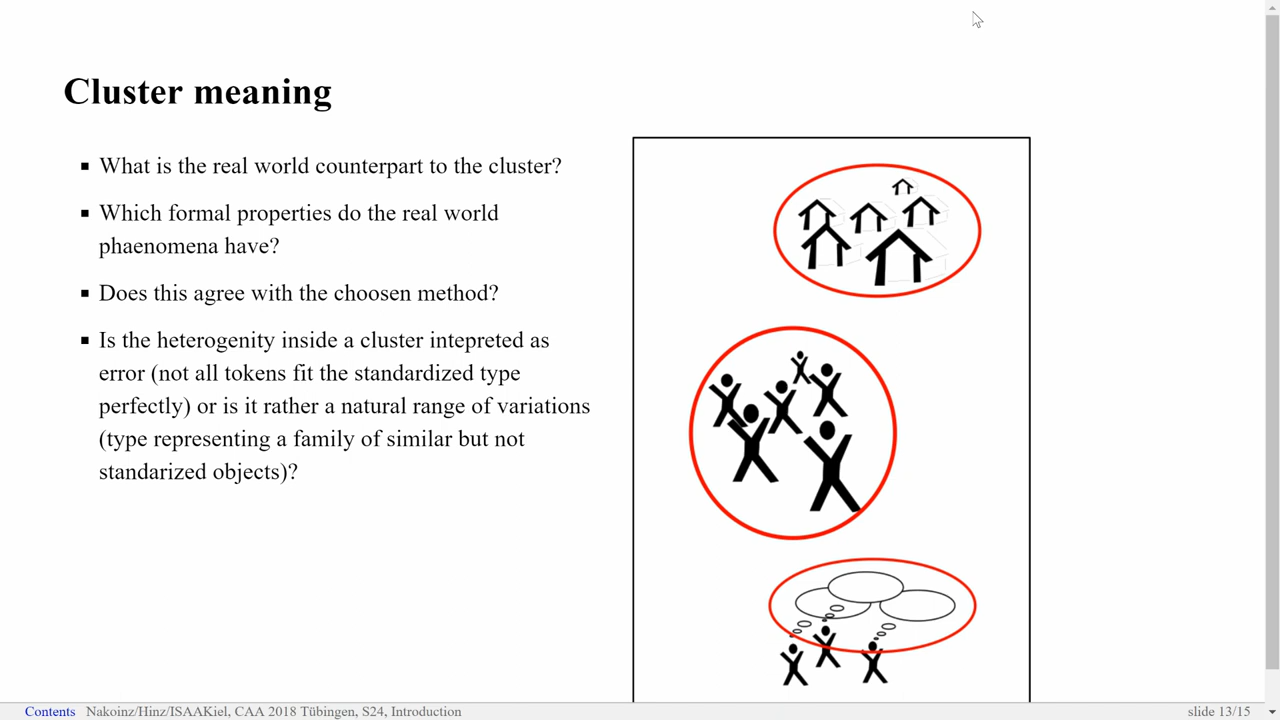 Cluster meaning
What is the real world counterpart to the cluster?
Which formal properties do the real world
phaenomena have?
Does this agree with the choosen method?
Is the heterogenity inside a cluster intepreted as
error (not all tokens fit the standardized type
perfectly) or is it rather a natural range of variations
(type representing a family of similar but not
standarized objects)?
Contents Nakoinz/Hinz/ISAAKiel, CAA 2018 Tübingen, S24, Introduction
slide 13/15